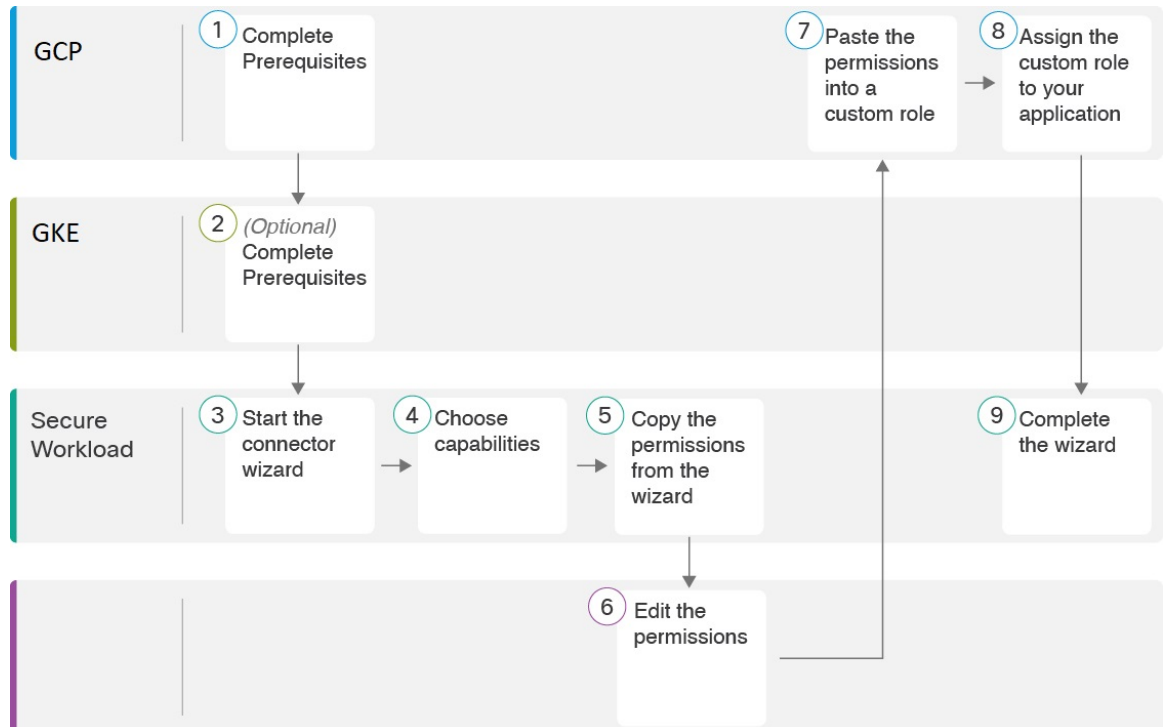 GCP
1
Complete
Prerequisites
7
Paste the
permissions
into a
custom role
8
Assign the
custom role
to your
application
GKE
2
(Optional)
Complete
Prerequisites
Secure
Workload
3
Start the
connector
wizard
4
Choose
capabilities
5
Copy the
permissions
from the
wizard
9
Complete
the wizard
6
Edit the
permissions